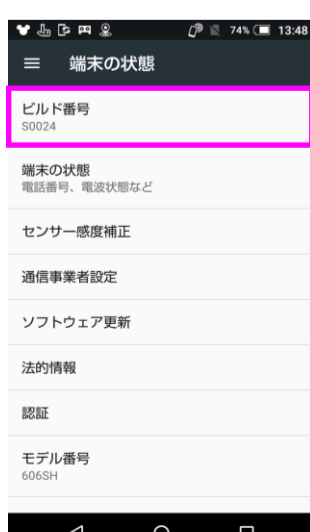 74% 13:48
端末の状態
ビルド番号
S0024
端末の状態
電話番号、電波状態など
センサー感度補正
通信事業者設定
ソフトウェア更新
法的情報
認証
モデル番号
606SH